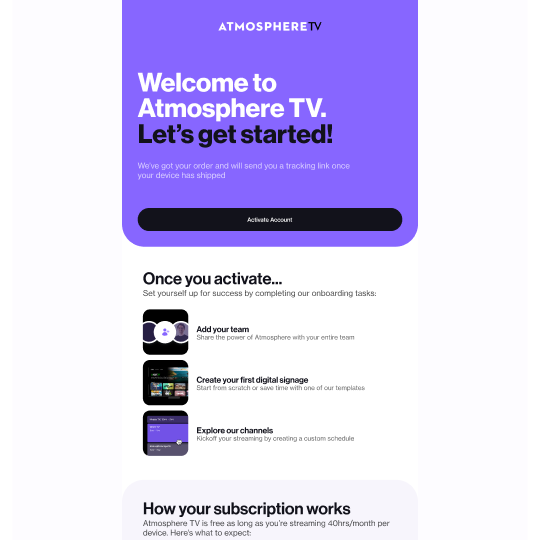 ATMOSPHERETV
Welcome to
Atmosphere TV.
Let's get started!
We've got your order and will send you a tracking link once
your device has shipped
Activate Account
Once you activate...
Set yourself up for success by completing our onboarding tasks:
Add your team
Share the power of Atmosphere with your entire team
Create your first digital signage
Start from scratch or save time with one of our templates
Explore our channels
Kickoff your streaming by creating a custom schedule
How your subscription works
Atmosphere TV is free as long as you're streaming 40hrs/month per
device. Here's what to expect: